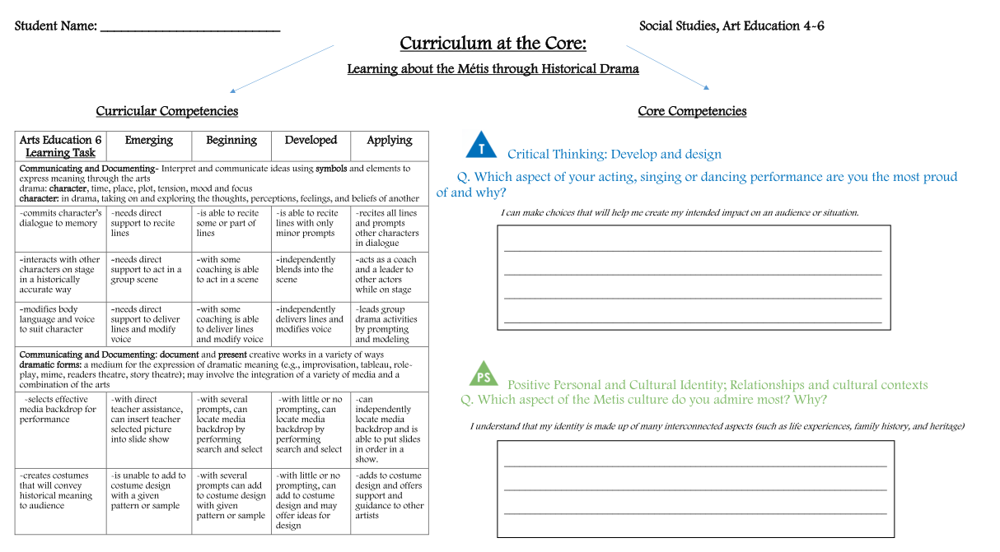 Student Name: ___________________________
Social Studies, Art Education 4-6
Curriculum at the Core:
Learning about the Métis through Historical Drama
Curricular Competencies
Core Competencies
Arts Education 6
Learning Task
Emerging
Beginning
Developed
Applying
Communicating and Documenting- Interpret and communicate ideas using symbols and elements to
express meaning through the arts
drama: character, time, place, plot, tension, mood and focus
character: in drama, taking on and exploring the thoughts, perceptions, feelings, and beliefs of another
-commits character's
dialogue to memory
-needs direct
support to recite
lines
-is able to recite
some or part of
lines
-is able to recite
lines with only
minor prompts
-recites all lines
and prompts
other characters
in dialogue
-interacts with other
characters on stage
in a historically
accurate way
-needs direct
support to act in a
group scene
-with some
coaching is able
to act in a scene
-independently
blends into the
scene
-acts as a coach
and a leader to
other actors
while on stage
-modifies body
language and voice
to suit character
-needs direct
support to deliver
lines and modify
voice
-with some
coaching is able
to deliver lines
and modify voice
-independently
delivers lines and
modifies voice
-leads group
drama activities
by prompting
and modeling
Communicating and Documenting: document and present creative works in a variety of ways
dramatic forms: a medium for the expression of dramatic meaning (e.g., improvisation, tableau, role-
play, mime, readers theatre, story theatre); may involve the integration of a variety of media and a
combination of the arts
-selects effective
media backdrop for
performance
-with direct
teacher assistance,
can insert teacher
selected picture
into slide show
-with several
prompts, can
locate media
backdrop by
performing
search and select
-with little or no
prompting, can
locate media
backdrop by
performing
search and select
-can
independently
locate media
backdrop and is
able to put slides
in order in a
show.
-creates costumes
that will convey
historical meaning
to audience
-is unable to add to
costume design
with a given
pattern or sample
-with several
prompts can add
to costume design
with given
pattern or sample
-with little or no
prompting, can
add to costume
design and may
offer ideas for
design
-adds to costume
design and offers
support and
guidance to other
artists
T
Critical Thinking: Develop and design
Q. Which aspect of your acting, singing or dancing performance are you the most proud
of and why?
I can make choices that will help me create my intended impact on an audience or situation.
PS
Positive Personal and Cultural Identity; Relationships and cultural contexts
Q. Which aspect of the Metis culture do you admire most? Why?
I understand that my identity is made up of many interconnected aspects (such as life experiences, family history, and heritage)